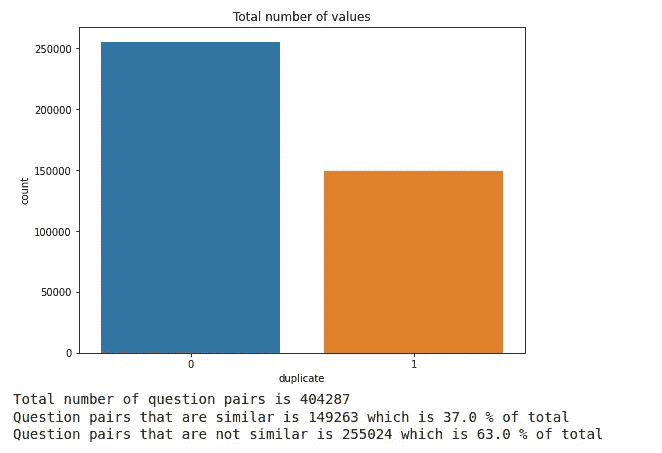 Total number of values
250000
200000
150000
100000
50000
0
count
0 1
duplicate
Total number of question pairs is 404287
Question pairs that are similar is 149263 which is 37.0 % of total
Question pairs that are not similar is 255024 which is 63.0 % of total